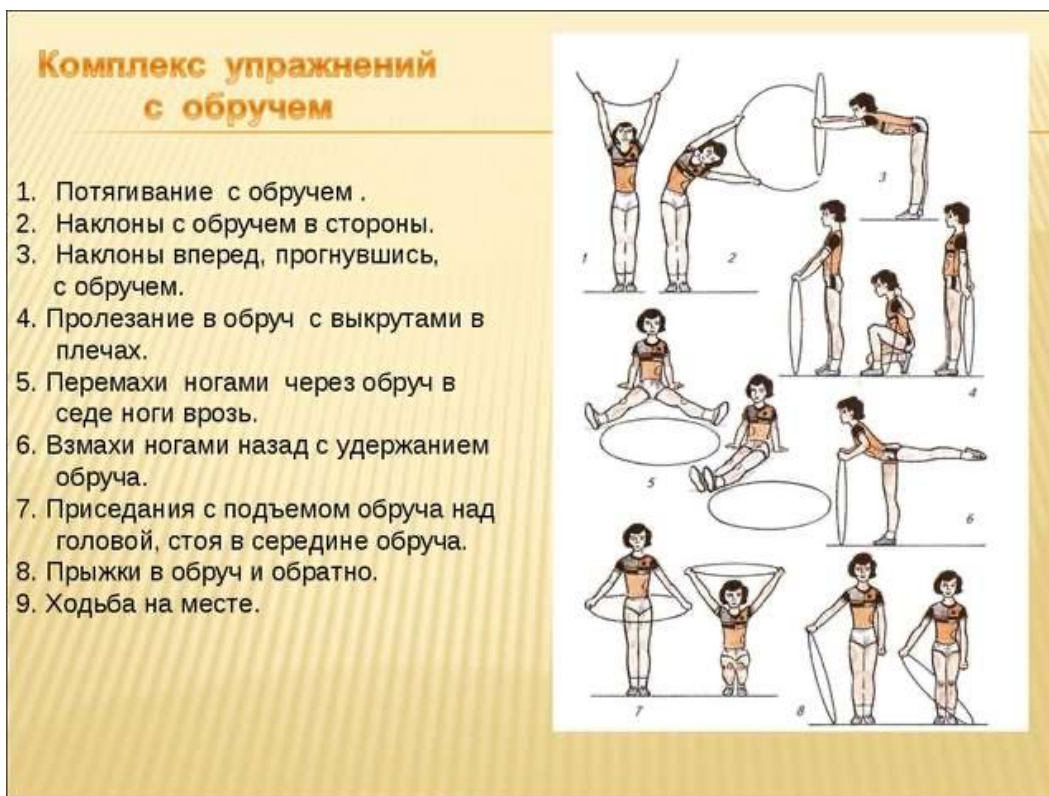 Комплекс упражнений
с обручем
1. Потягивание с обручем .
2. Наклоны с обручем в стороны.
3. Наклоны вперед, прогнувшись,
с обручем.
4. Пролезание в обруч с выкрутами в
плечах.
5. Перемахи ногами через обруч в
седе ноги врозь.
6. Взмахи ногами назад с удержанием
обруча.
7. Приседания с подъемом обруча над
головой, стоя в середине обруча.
8. Прыжки в обруч и обратно.
9. Ходьба на месте.
1
2
3
4
5
6
7
8